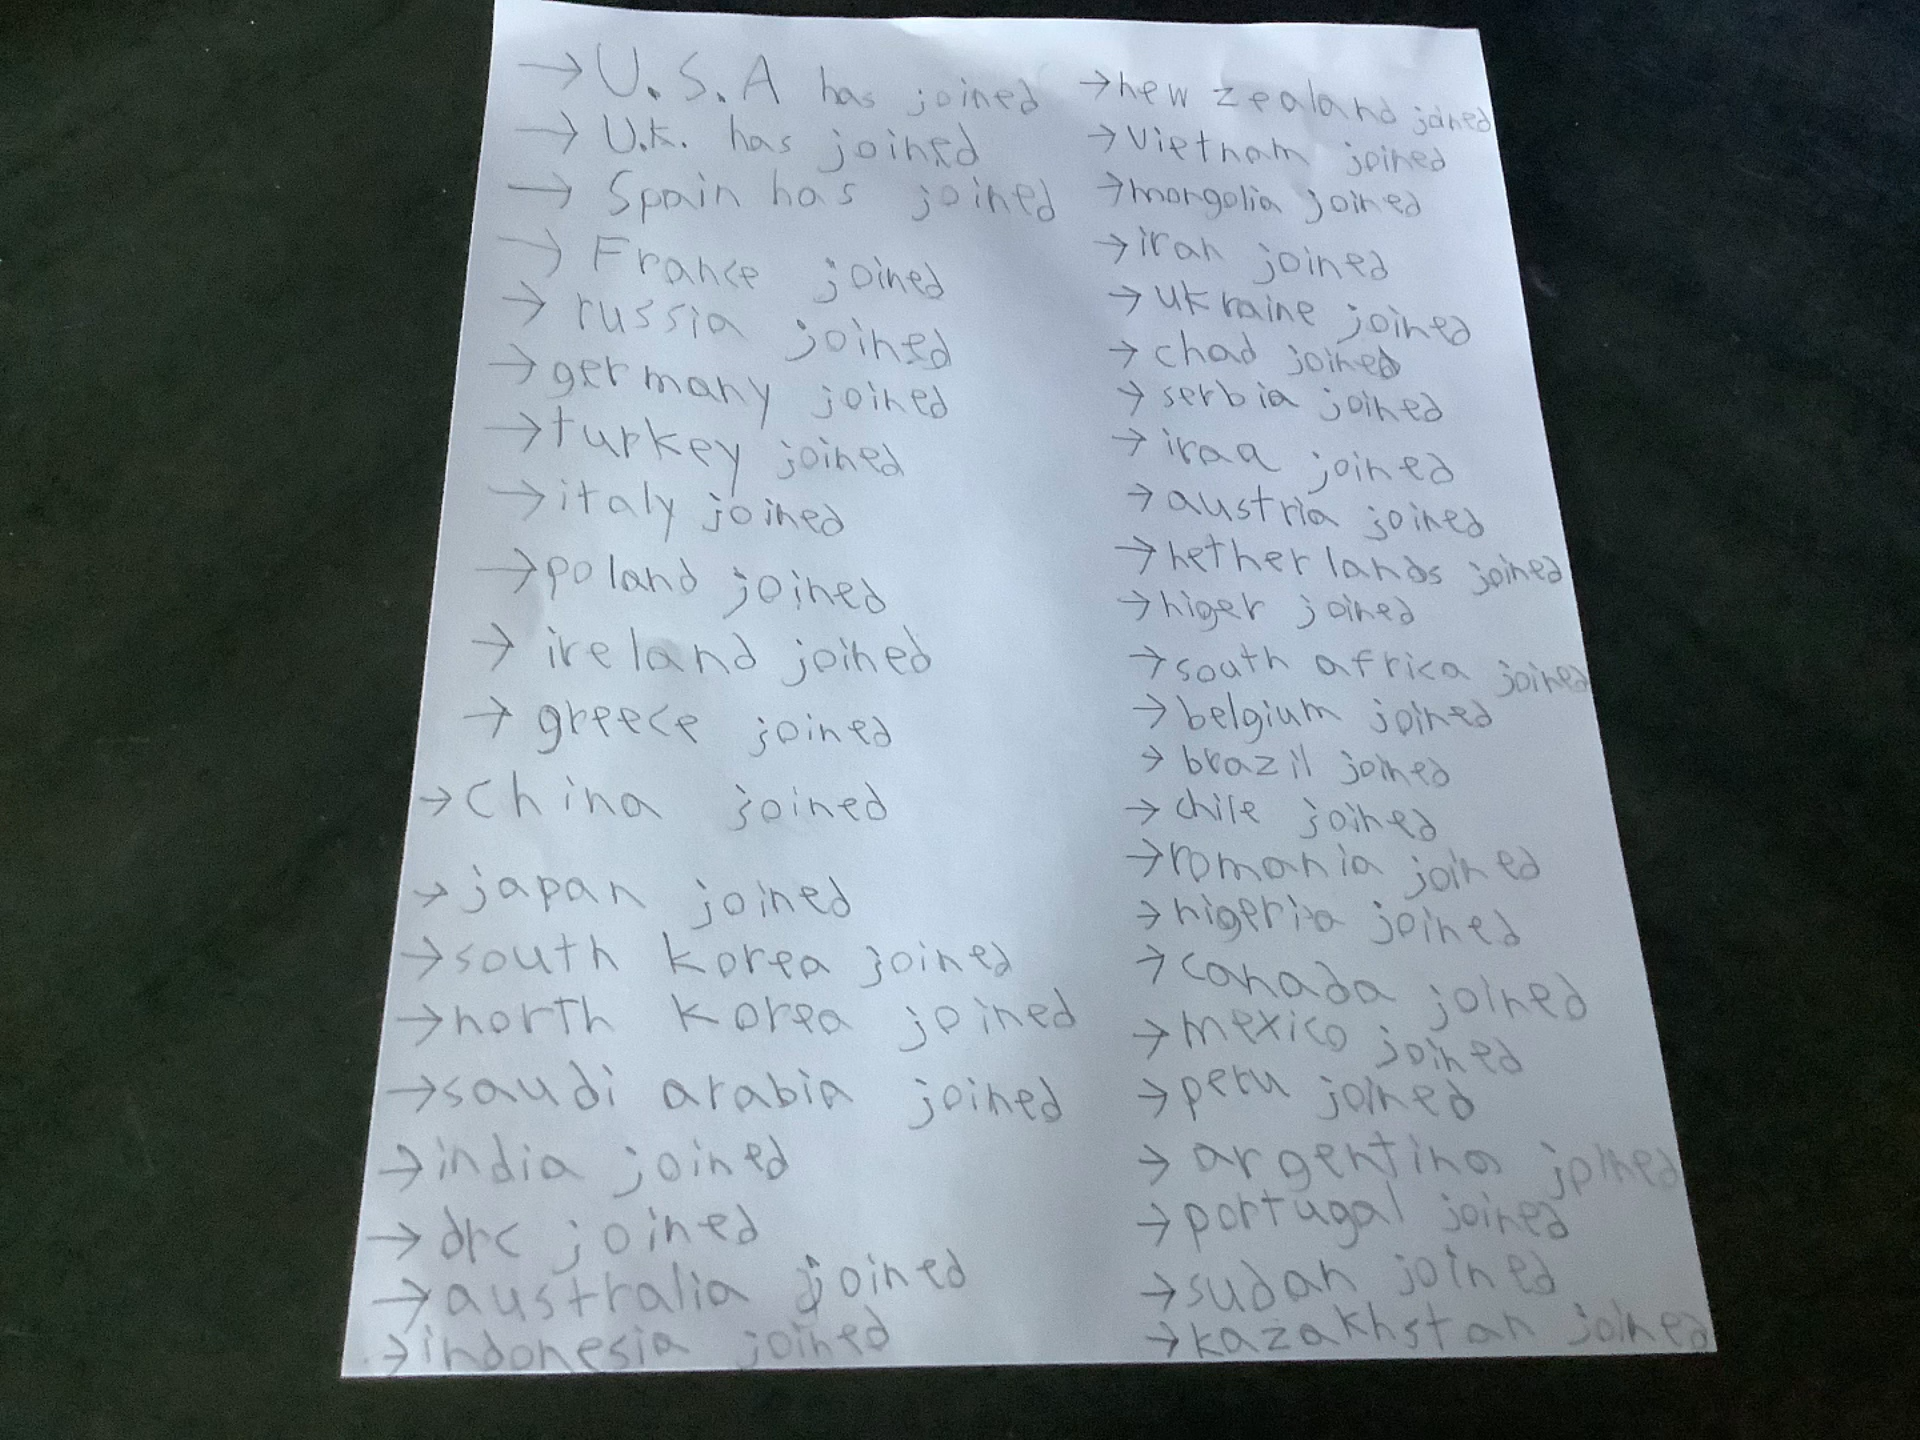 → U.S.A has joined
→ U.K. has joined
→ Spain has joined
→ France joined
→ russia joined
→ germany joined
→ turkey joined
→ italy joined
→ poland joined
→ ireland joined
→ greece joined
→ China joined
→ japan joined
→ south korea joined
→ north korea joined
→ saudi arabia joined
→ india joined
→ drc joined
→ australia joined
→ indonesia joined
→ new zealand joined
→ Vietnam joined
→ mongolia joined
→ iran joined
→ ukraine joined
→ chad joined
→ serbia joined
→ iraq joined
→ austria joined
→ netherlands joined
→ niger joined
→ south africa joined
→ belgium joined
→ brazil joined
→ chile joined
→ romania joined
→ nigeria joined
→ canada joined
→ mexico joined
→ peru joined
→ argentina joined
→ portugal joined
→ sudan joined
→ kazakhstan joined